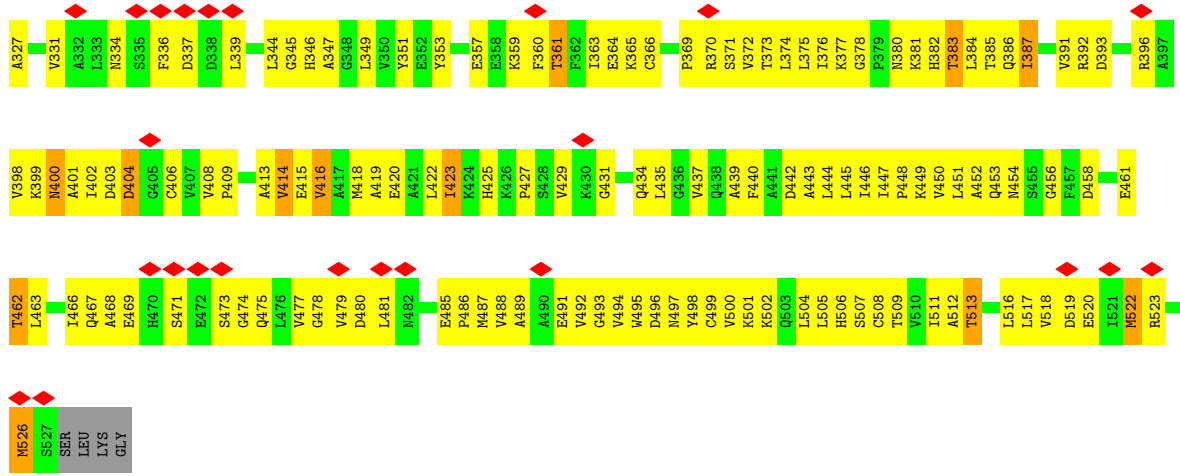 A327 V331 A332 L333 N334 S335 F336 D337 D338 L339 L344 G345 H346 A347 G348 L349 V350 Y351 E352 Y353 E357 E358 K359 F360 T361 F362 I363 E364 K365 C366 P369 R370 S371 V372 T373 L374 L375 I376 K377 G378 P379 N380 K381 H382 T383 L384 T385 Q386 I387 V391 R392 D393 R396 A397
V398 K399 N400 A401 I402 D403 D404 G405 C406 V407 V408 P409 A413 V414 E415 V416 A417 M418 A419 E420 A421 L422 I423 K424 H425 K426 P427 S428 V429 K430 G431 Q434 L435 G436 V437 Q438 A439 F440 A441 D442 A443 L444 L445 I446 I447 P448 K449 V450 L451 A452 Q453 N454 S455 G456 F457 D458 E461
T462 L463 I466 Q467 A468 E469 H470 S471 E472 S473 G474 Q475 L476 V477 G478 V479 D480 L481 N482 E485 P486 M487 V488 A489 A490 E491 V492 G493 V494 W495 D496 N497 Y498 C499 V500 K501 K502 Q503 L504 L505 H506 S507 C508 T509 V510 I511 A512 T513 L516 L517 V518 D519 E520 I521 M522 R523
M526 S527 SER LEU LYS GLY